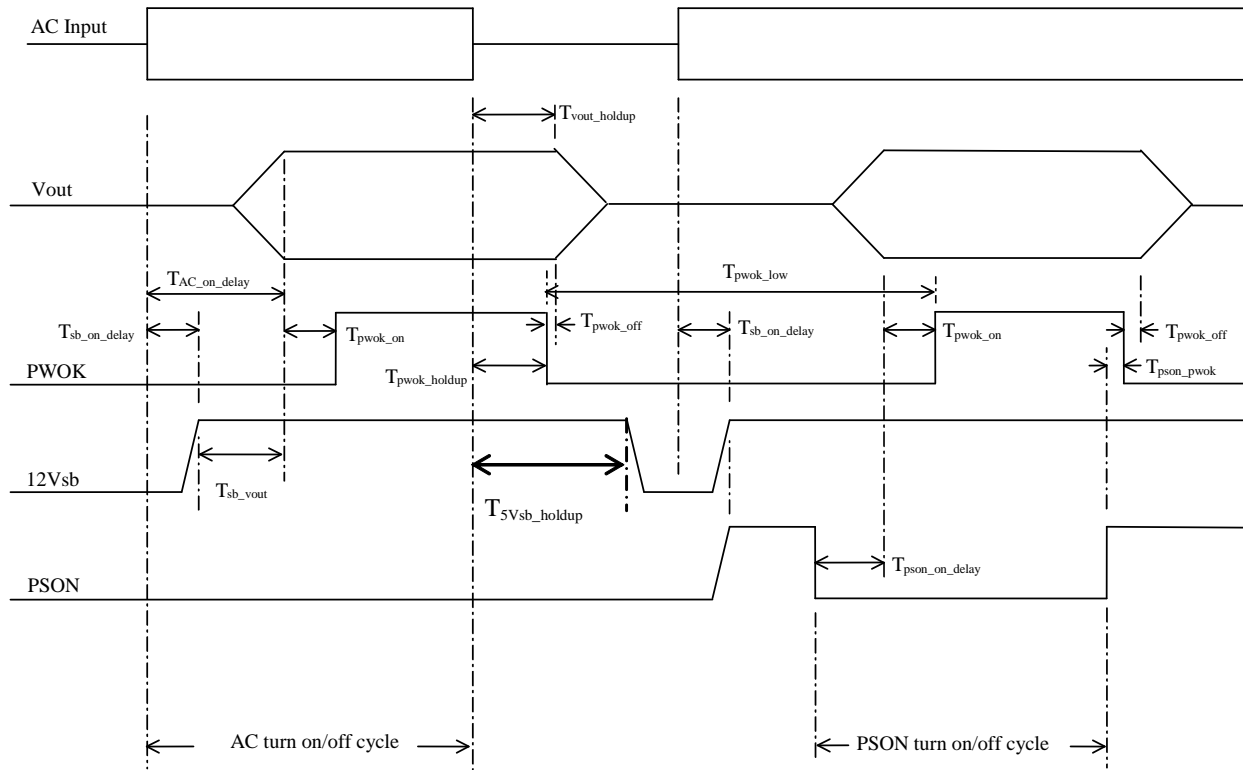 AC Input
Tvout_holdup
Vout
TAC_on_delay
Tpwok_low
Tsb_on_delay
Tpwok_on
Tpwok_off
Tsb_on_delay
Tpwok_on
Tpwok_off
PWOK
Tpwok_holdup
Tpson_pwok
12Vsb
Tsb_vout
T5Vsb_holdup
PSON
Tpson_on_delay
AC turn on/off cycle
PSON turn on/off cycle